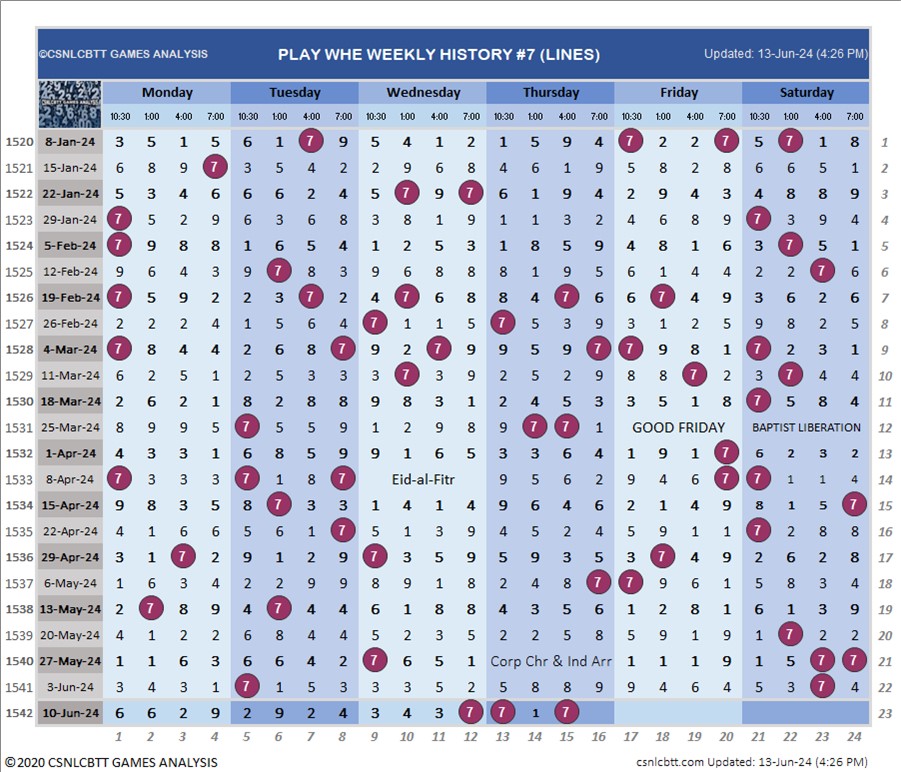 ©CSNLCBTT GAMES ANALYSIS PLAY WHE WEEKLY HISTORY #7 (LINES) Updated: 13-Jun-24 (4:26 PM)
CSNLCBTT GAMES ANALYSIS Monday Tuesday Wednesday Thursday Friday Saturday
10:30 1:00 4:00 7:00 10:30 1:00 4:00 7:00 10:30 1:00 4:00 7:00 10:30 1:00 4:00 7:00 10:30 1:00 4:00 7:00 10:30 1:00 4:00 7:00
1520 8-Jan-24 3 5 1 5 6 1 7 9 5 4 1 2 1 5 9 4 7 2 2 7 5 7 1 8 1
1521 15-Jan-24 6 8 9 7 3 5 4 2 2 9 6 8 4 6 1 9 5 8 2 8 6 6 5 1 2
1522 22-Jan-24 5 3 4 6 6 6 2 4 5 7 9 7 6 1 9 4 2 9 4 3 4 8 8 9 3
1523 29-Jan-24 7 5 2 9 6 3 6 8 3 8 1 9 1 1 3 2 4 6 8 4 7 3 9 4 4
1524 5-Feb-24 7 9 8 8 1 6 5 4 1 2 5 3 1 8 5 9 4 8 1 6 3 7 5 1 5
1525 12-Feb-24 9 6 4 3 9 7 8 3 9 6 8 8 8 1 9 5 6 1 4 4 2 2 7 6 6
1526 19-Feb-24 7 5 9 2 2 3 7 2 4 7 6 8 8 4 7 6 6 7 4 9 3 6 2 6 7
1527 26-Feb-24 2 2 2 4 1 5 6 4 7 1 1 5 7 5 3 9 3 1 2 5 9 8 2 5 8
1528 4-Mar-24 7 8 4 4 2 6 8 7 9 2 7 9 9 5 9 7 7 9 8 1 7 2 3 1 9
1529 11-Mar-24 6 2 5 1 2 5 3 3 3 7 9 3 2 5 2 9 8 8 7 2 3 7 4 4 10
1530 18-Mar-24 2 6 2 1 8 2 8 8 9 8 3 1 2 4 5 3 3 5 1 8 7 5 8 4 11
1531 25-Mar-24 8 9 9 5 7 5 5 9 1 2 9 8 9 7 7 1 GOOD FRIDAY BAPTIST LIBERATION 12
1532 1-Apr-24 4 3 3 1 6 8 5 9 9 1 6 5 3 3 6 4 1 9 1 7 6 2 3 2 13
1533 8-Apr-24 7 3 3 3 7 1 8 7 Eid-al-Fitr 9 1 6 2 9 4 6 7 7 1 1 4 14
1534 15-Apr-24 9 8 3 5 8 7 3 3 1 4 1 4 9 6 4 5 2 1 4 9 8 1 5 7 15
1535 22-Apr-24 4 1 6 6 5 6 1 7 5 1 3 9 4 5 2 4 5 9 1 1 7 2 8 8 16
1536 29-Apr-24 3 1 7 2 9 1 2 9 7 3 5 9 5 9 3 5 3 7 4 9 2 6 2 8 17
1537 6-May-24 1 6 3 4 2 2 9 9 8 9 1 8 2 4 8 7 7 9 6 1 5 8 3 4 18
1538 13-May-24 2 7 8 9 4 7 4 4 6 1 8 8 4 3 5 6 1 2 8 1 6 1 3 9 19
1539 20-May-24 4 1 2 2 6 8 4 4 5 2 3 5 2 2 5 8 5 9 1 9 1 7 2 2 20
1540 27-May-24 1 1 6 3 6 6 4 2 7 6 5 1 Corp Chr & Ind Arr 1 1 1 9 1 5 7 7 21
1541 3-Jun-24 3 4 3 1 7 1 5 3 3 3 5 2 5 8 8 9 9 4 6 4 5 3 7 4 22
1542 10-Jun-24 6 6 2 9 2 9 2 4 3 4 3 7 7 1 7 23
1 2 3 4 5 6 7 8 9 10 11 12 13 14 15 16 17 18 19 20 21 22 23 24
©2020 CSNLCBTT GAMES ANALYSIS csnlcbtt.com Updated: 13-Jun-24 (4:26 PM)